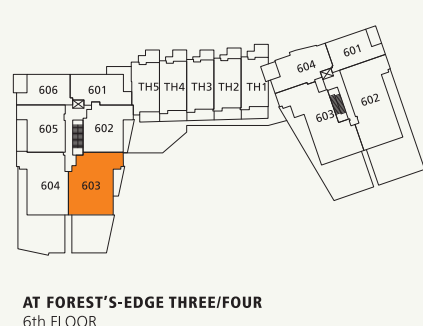 604 601
606 601 TH5 TH4 TH3 TH2 TH1
602
603
605 602
604 603
AT FOREST'S-EDGE THREE/FOUR
6th FLOOR